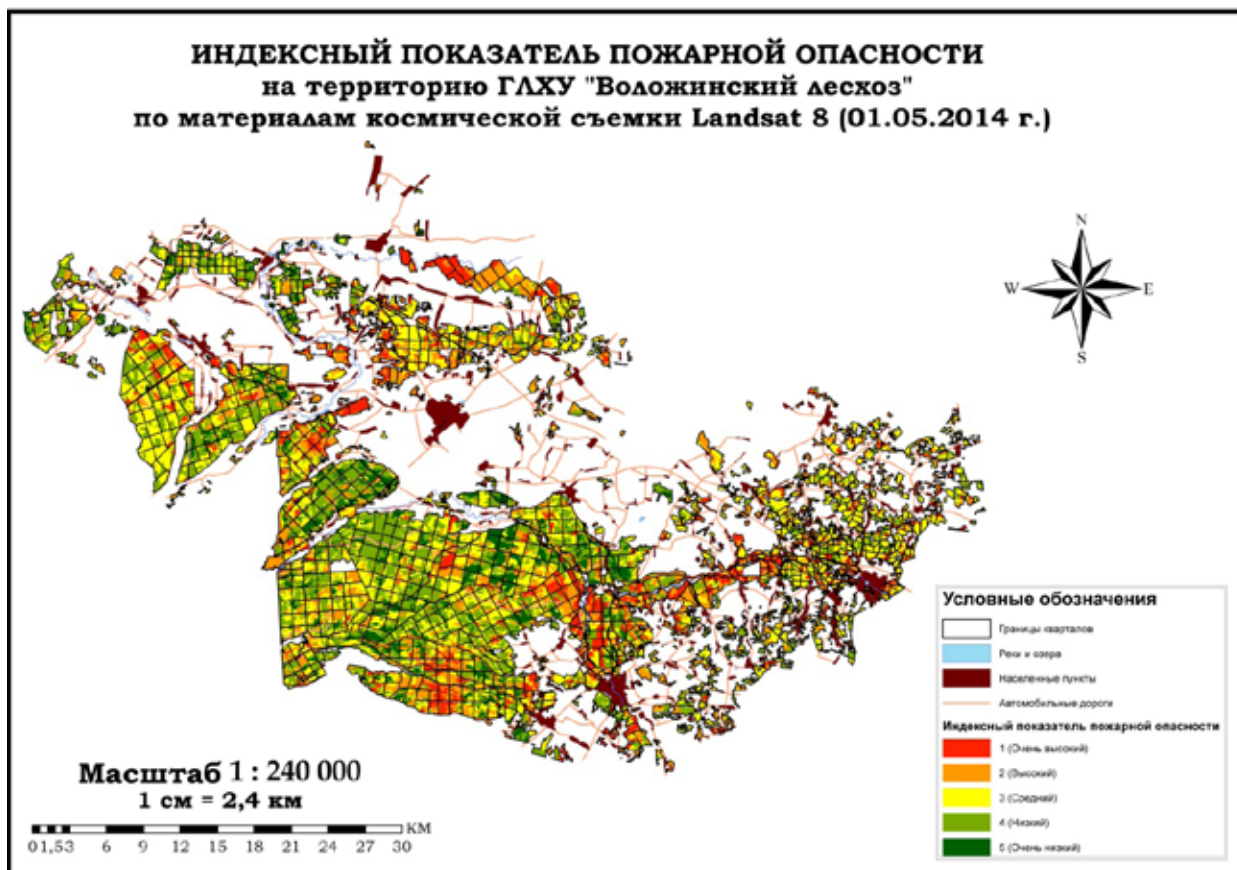 ИНДЕКСНЫЙ ПОКАЗАТЕЛЬ ПОЖАРНОЙ ОПАСНОСТИ
на территорию ГЛХУ "Воложинский лесхоз"
по материалам космической съемки Landsat 8 (01.05.2014 г.)
N
W E
S
Условные обозначения
Границы кварталов
Реки и озера
Населенные пункты
Автомобильные дороги
Индексный показатель пожарной опасности
1 (Очень высокий)
2 (Высокий)
3 (Средний)
4 (Низкий)
5 (Очень низкий)
Масштаб 1 : 240 000
1 см = 2,4 км
КМ
0 1,5 3 6 9 12 15 18 21 24 27 30